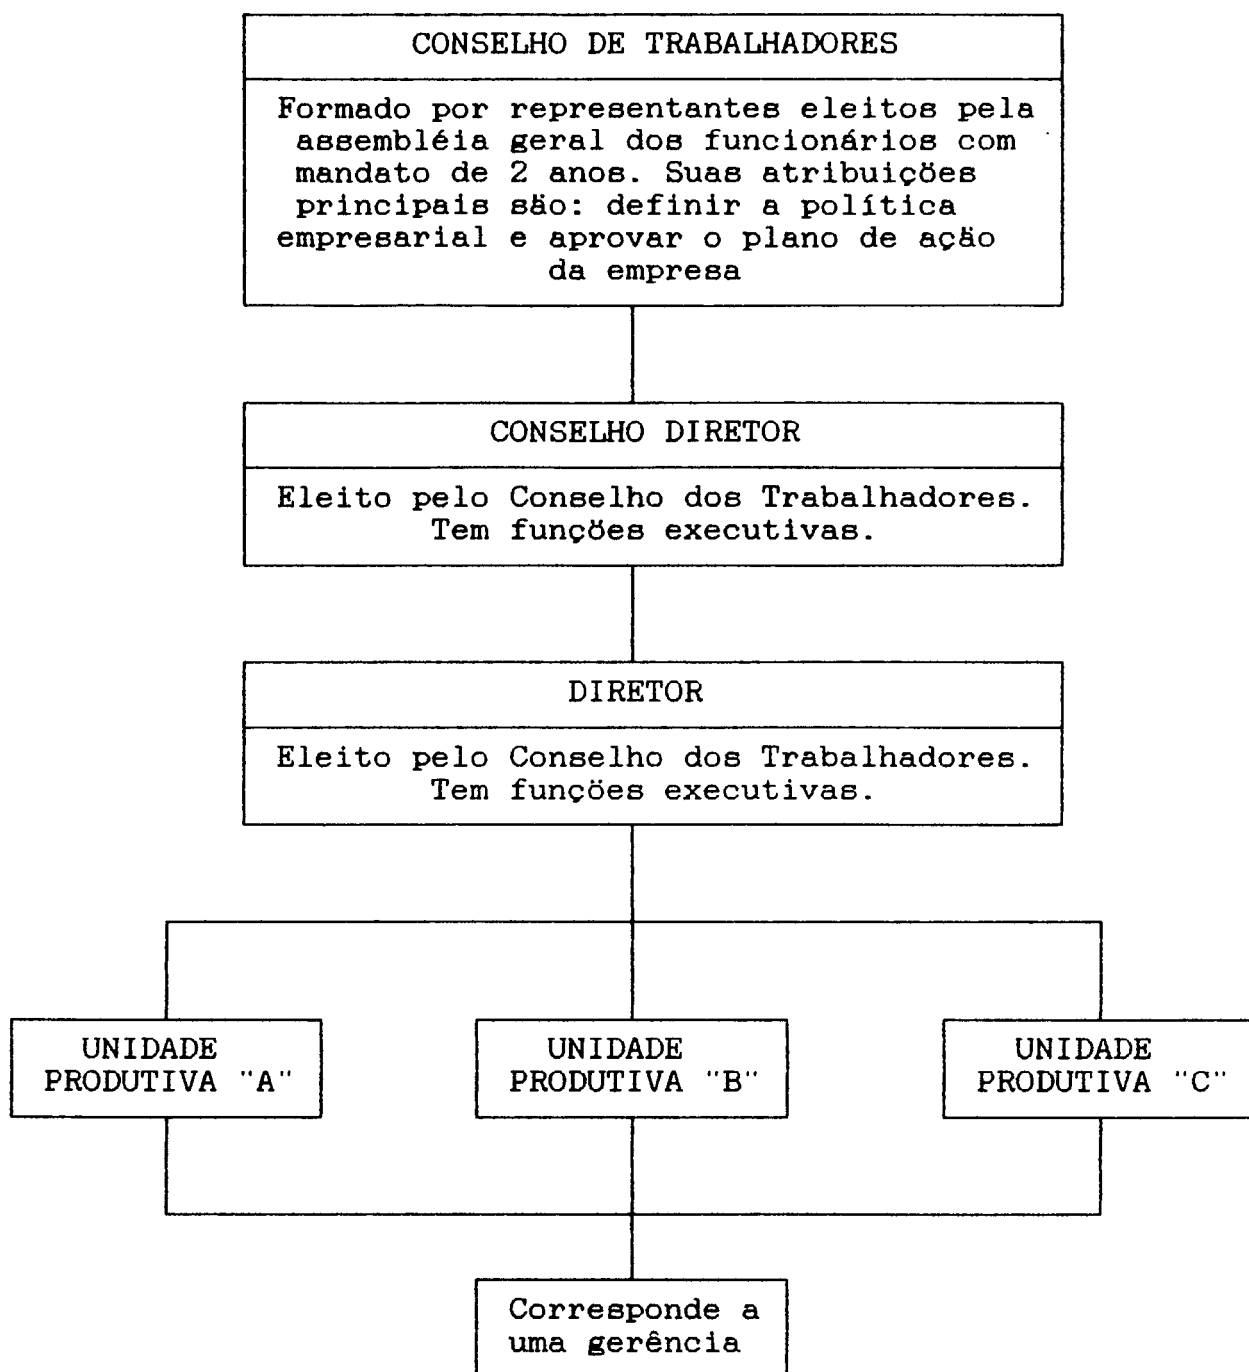 CONSELHO DE TRABALHADORES
Formado por representantes eleitos pela
assembléia geral dos funcionários com
mandato de 2 anos. Suas atribuições
principais são: definir a política
empresarial e aprovar o plano de ação
da empresa
CONSELHO DIRETOR
Eleito pelo Conselho dos Trabalhadores.
Tem funções executivas.
DIRETOR
Eleito pelo Conselho dos Trabalhadores.
Tem funções executivas.
UNIDADE
PRODUTIVA "A"
UNIDADE
PRODUTIVA "B"
UNIDADE
PRODUTIVA "C"
Corresponde a
uma gerência